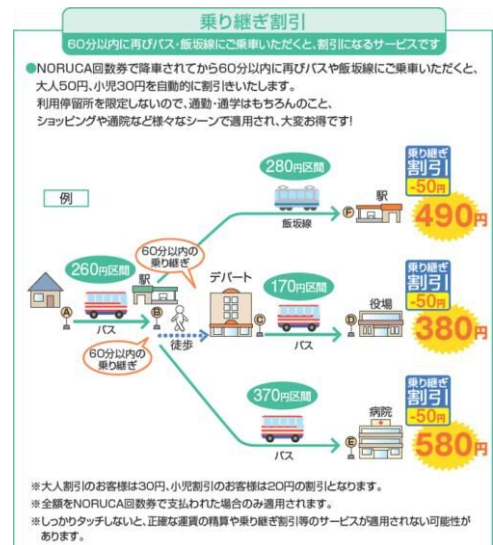 乗り継ぎ割引
60分以内に再びバス・飯坂線にご乗車いただくと、割引になるサービスです
●NORUCA回数券で降車されてから60分以内に再びバスや飯坂線にご乗車いただくと、
大人50円、小児30円を自動的に割引きいたします。
利用停留所を限定しないので、通勤・通学はもちろんのこと、
ショッピングや通院など様々なシーンで適用され、大変お得です!
例
280円区間
飯坂線
F
駅
乗り継ぎ
割引
-50円
490円
60分以内の
乗り継ぎ
260円区間
A
バス
駅
B
徒歩
デパート
C
170円区間
バス
D
役場
乗り継ぎ
割引
-50円
380円
60分以内の
乗り継ぎ
370円区間
バス
E
病院
乗り継ぎ
割引
-50円
580円
※大人割引のお客様は30円、小児割引のお客様は20円の割引となります。
※全額をNORUCA回数券で支払われた場合のみ適用されます。
※しっかりタッチしないと、正確な運賃の精算や乗り継ぎ割引等のサービスが適用されない可能性が
あります。